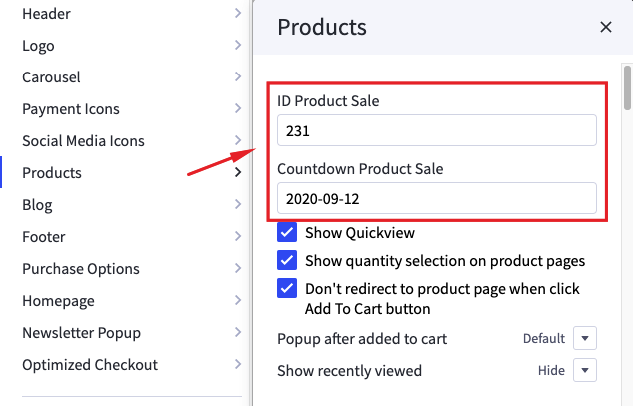 Header
Logo
Carousel
Payment Icons
Social Media Icons
Products
Blog
Footer
Purchase Options
Homepage
Newsletter Popup
Optimized Checkout
Products
ID Product Sale
231
Countdown Product Sale
2020-09-12
Show Quickview
Show quantity selection on product pages
Don't redirect to product page when click
Add To Cart button
Popup after added to cart Default
Show recently viewed Hide